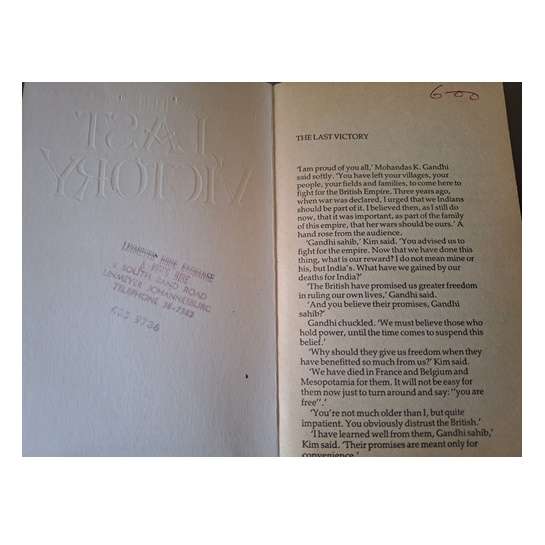 THE
LAST
VICTORY
EXCHANGE
SOUTH RAND ROAD
LINMEYER JOHANNESBURG
TELEPHONE
6-00
THE LAST VICTORY
'I am proud of you all,' Mohandas K. Gandhi
said softly. 'You have left your villages, your
people, your fields and families, to come here to
fight for the British Empire. Three years ago,
when war was declared, I urged that we Indians
should be part of it. I believed then, as I still do
now, that it was important, as part of the family
of this empire, that her wars should be ours.' A
hand rose from the audience.
'Gandhi sahib,' Kim said. 'You advised us to
fight for the empire. Now that we have done this
thing, what is our reward? I do not mean mine or
his, but India's. What have we gained by our
deaths for India?'
'The British have promised us greater freedom
in ruling our own lives,' Gandhi said.
'And you believe their promises, Gandhi
sahib?'
Gandhi chuckled. 'We must believe those who
hold power, until the time comes to suspend this
belief.'
'Why should they give us freedom when they
have benefitted so much from us?' Kim said.
'We have died in France and Belgium and
Mesopotamia for them. It will not be easy for
them now just to turn around and say: "you are
free".'
'You're not much older than I, but quite
impatient. You obviously distrust the British.'
'I have learned well from them, Gandhi sahib,'
Kim said. 'Their promises are meant only for
convenience.'